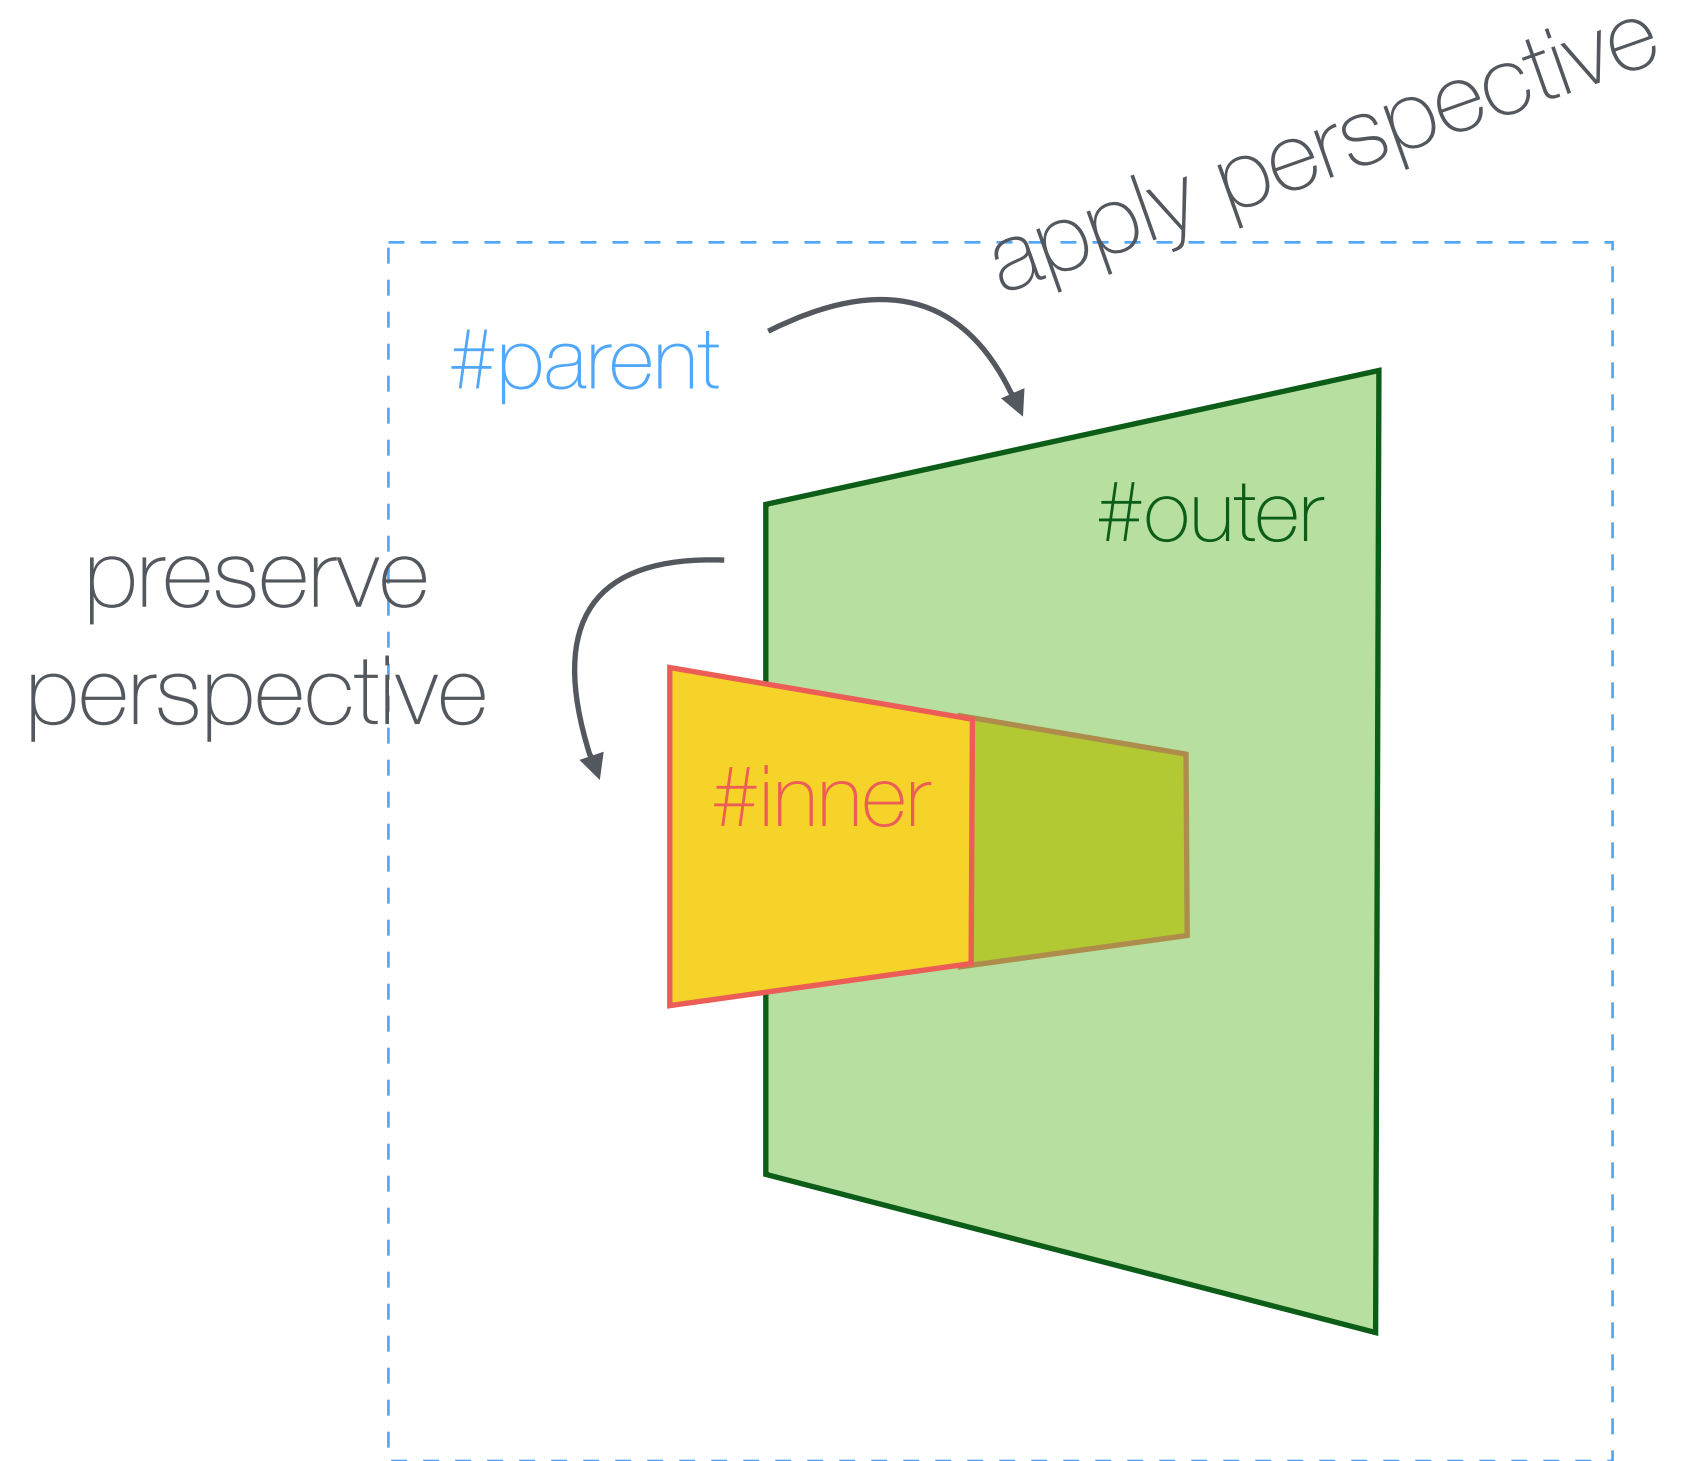 apply perspective
#parent
#outer
preserve
perspective
#inner